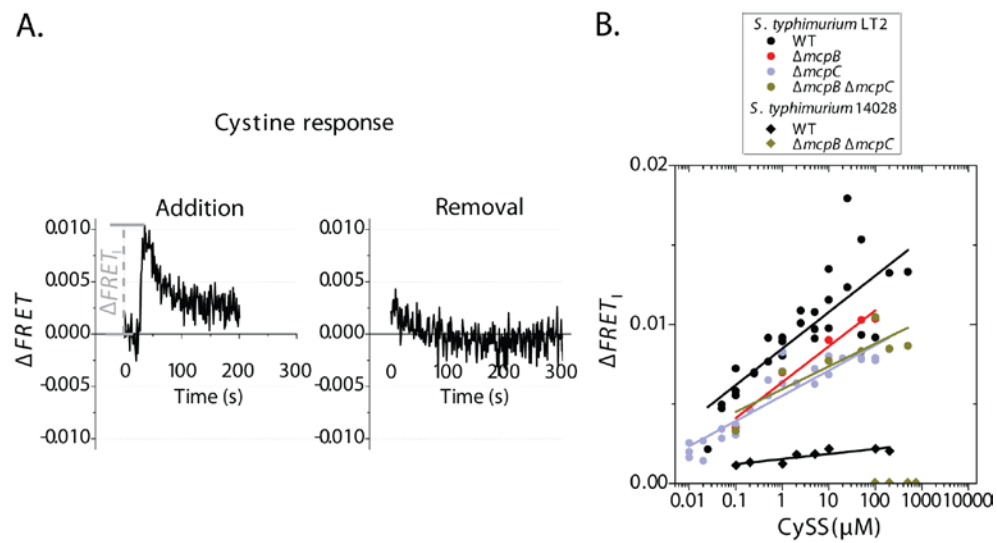 A.
Cystine response
Addition
Removal
0.010
0.005
0.000
-0.005
-0.010
ΔFRET
ΔFRET_I
0 100 200 300
Time (s)
0.010
0.005
0.000
-0.005
-0.010
0 100 200 300
Time (s)
B.
S. typhimurium LT2
WT
ΔmcpB
ΔmcpC
ΔmcpB ΔmcpC
S. typhimurium 14028
WT
ΔmcpB ΔmcpC
0.02
0.01
0.00
ΔFRET_I
0.01 0.1 1 10 100 100010000
CySS(μM)